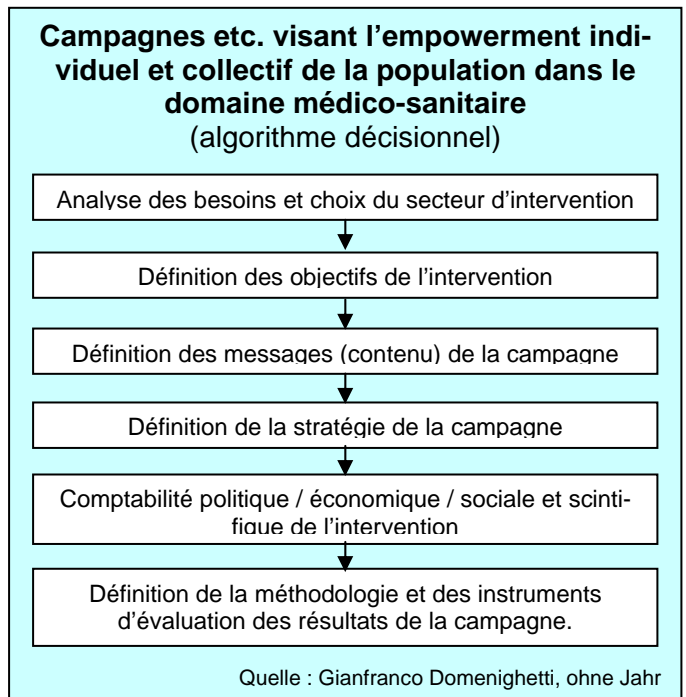 Campagnes etc. visant l’empowerment indi-
viduel et collectif de la population dans le
domaine médico-sanitaire
(algorithme décisionnel)
Analyse des besoins et choix du secteur d’intervention
Définition des objectifs de l’intervention
Définition des messages (contenu) de la campagne
Définition de la stratégie de la campagne
Comptabilité politique / économique / sociale et scinti-
fique de l’intervention
Définition de la méthodologie et des instruments
d’évaluation des résultats de la campagne.
Quelle : Gianfranco Domenighetti, ohne Jahr